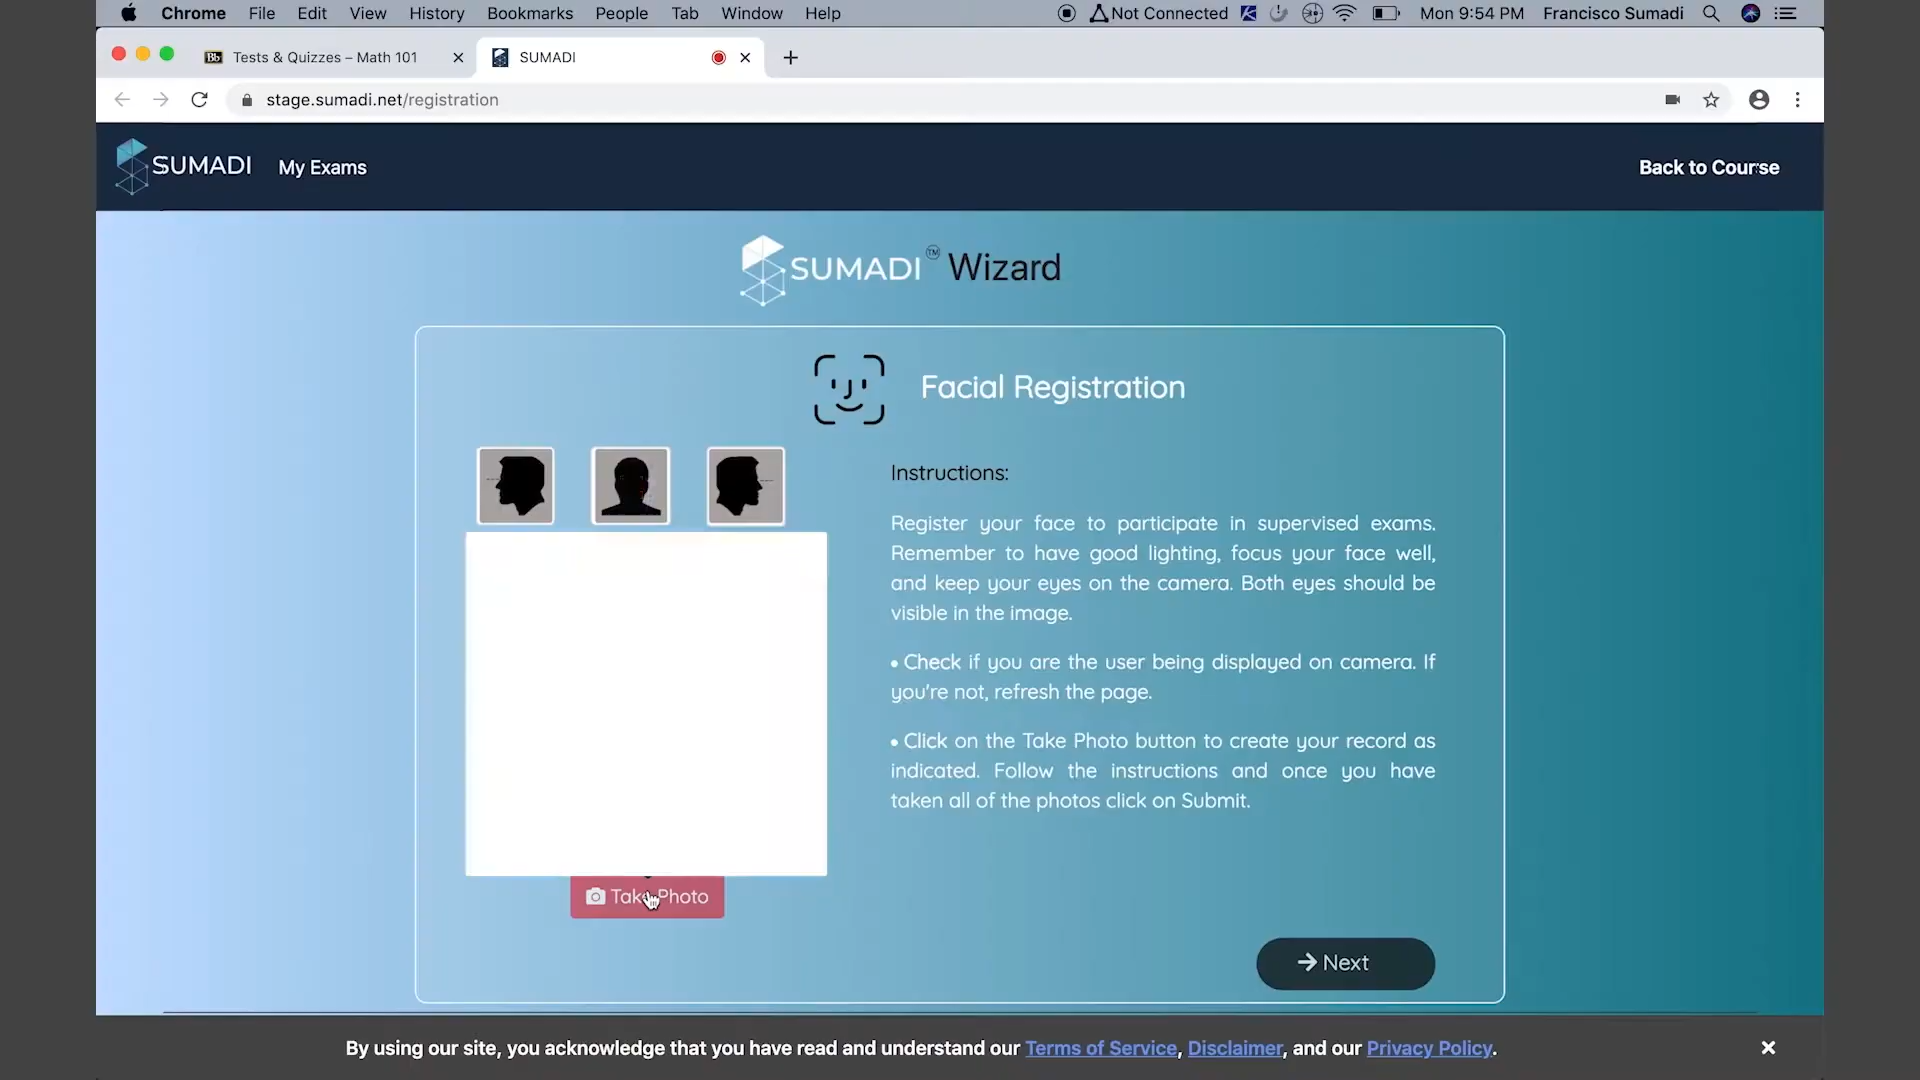 Chrome File Edit View History Bookmarks People Tab Window Help Not Connected Mon 9:54 PM Francisco Sumadi
Bb Tests & Quizzes – Math 101 SUMADI
stage.sumadi.net/registration
SUMADI My Exams Back to Course
SUMADI™ Wizard
Facial Registration
Instructions:
Register your face to participate in supervised exams.
Remember to have good lighting, focus your face well,
and keep your eyes on the camera. Both eyes should be
visible in the image.
• Check if you are the user being displayed on camera. If
you're not, refresh the page.
• Click on the Take Photo button to create your record as
indicated. Follow the instructions and once you have
taken all of the photos click on Submit.
Take Photo
Next
By using our site, you acknowledge that you have read and understand our Terms of Service, Disclaimer, and our Privacy Policy.